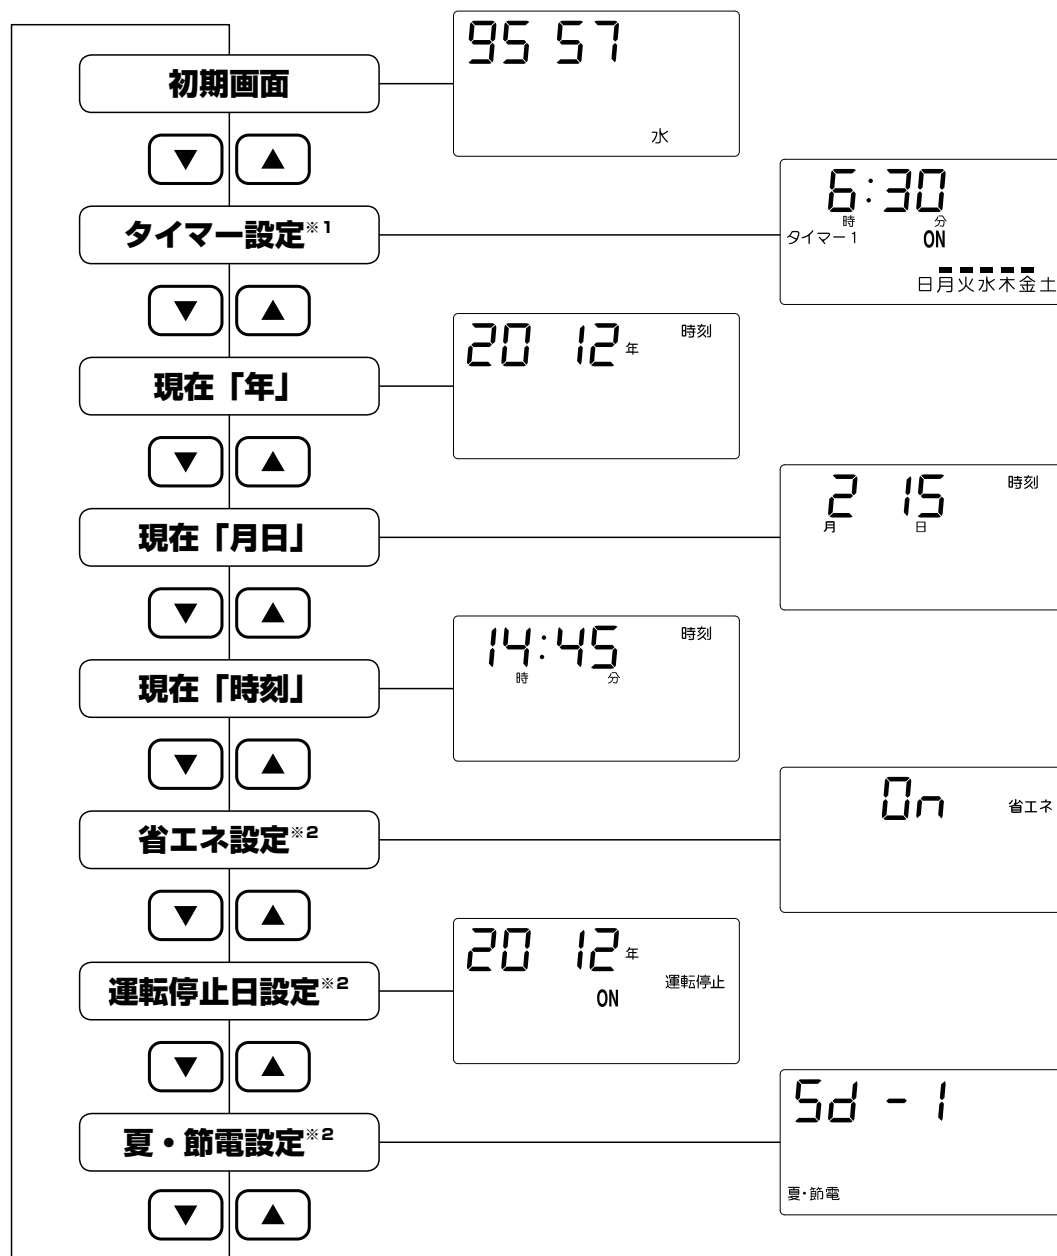 初期画面
95 57
水
▼ ▲
タイマー設定※1
6:30
時 分
タイマー1 ON
日月火水木金土
▼ ▲
現在「年」
20 12年 時刻
▼ ▲
現在「月日」
2 15 時刻
月 日
▼ ▲
現在「時刻」
14:45 時刻
時 分
▼ ▲
省エネ設定※2
On 省エネ
▼ ▲
運転停止日設定※2
20 12年
運転停止
ON
▼ ▲
夏・節電設定※2
Sd - 1
夏・節電
▼ ▲